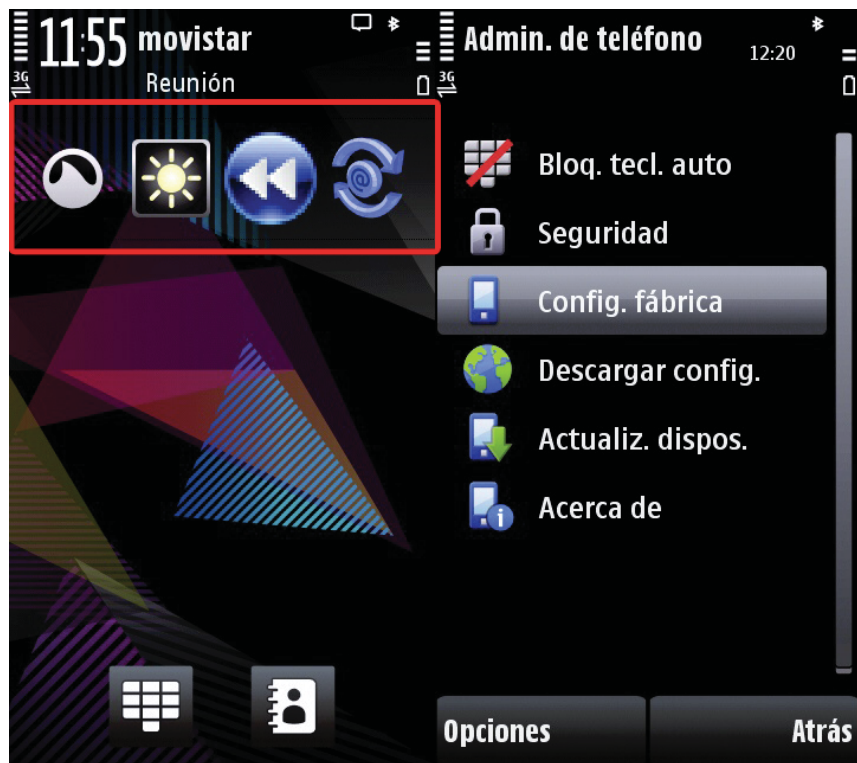 11:55 movistar
3G
Reunión
Admin. de teléfono
12:20
3G
Bloq. tecl. auto
Seguridad
Config. fábrica
Descargar config.
Actualiz. dispos.
Acerca de
Opciones
Atrás